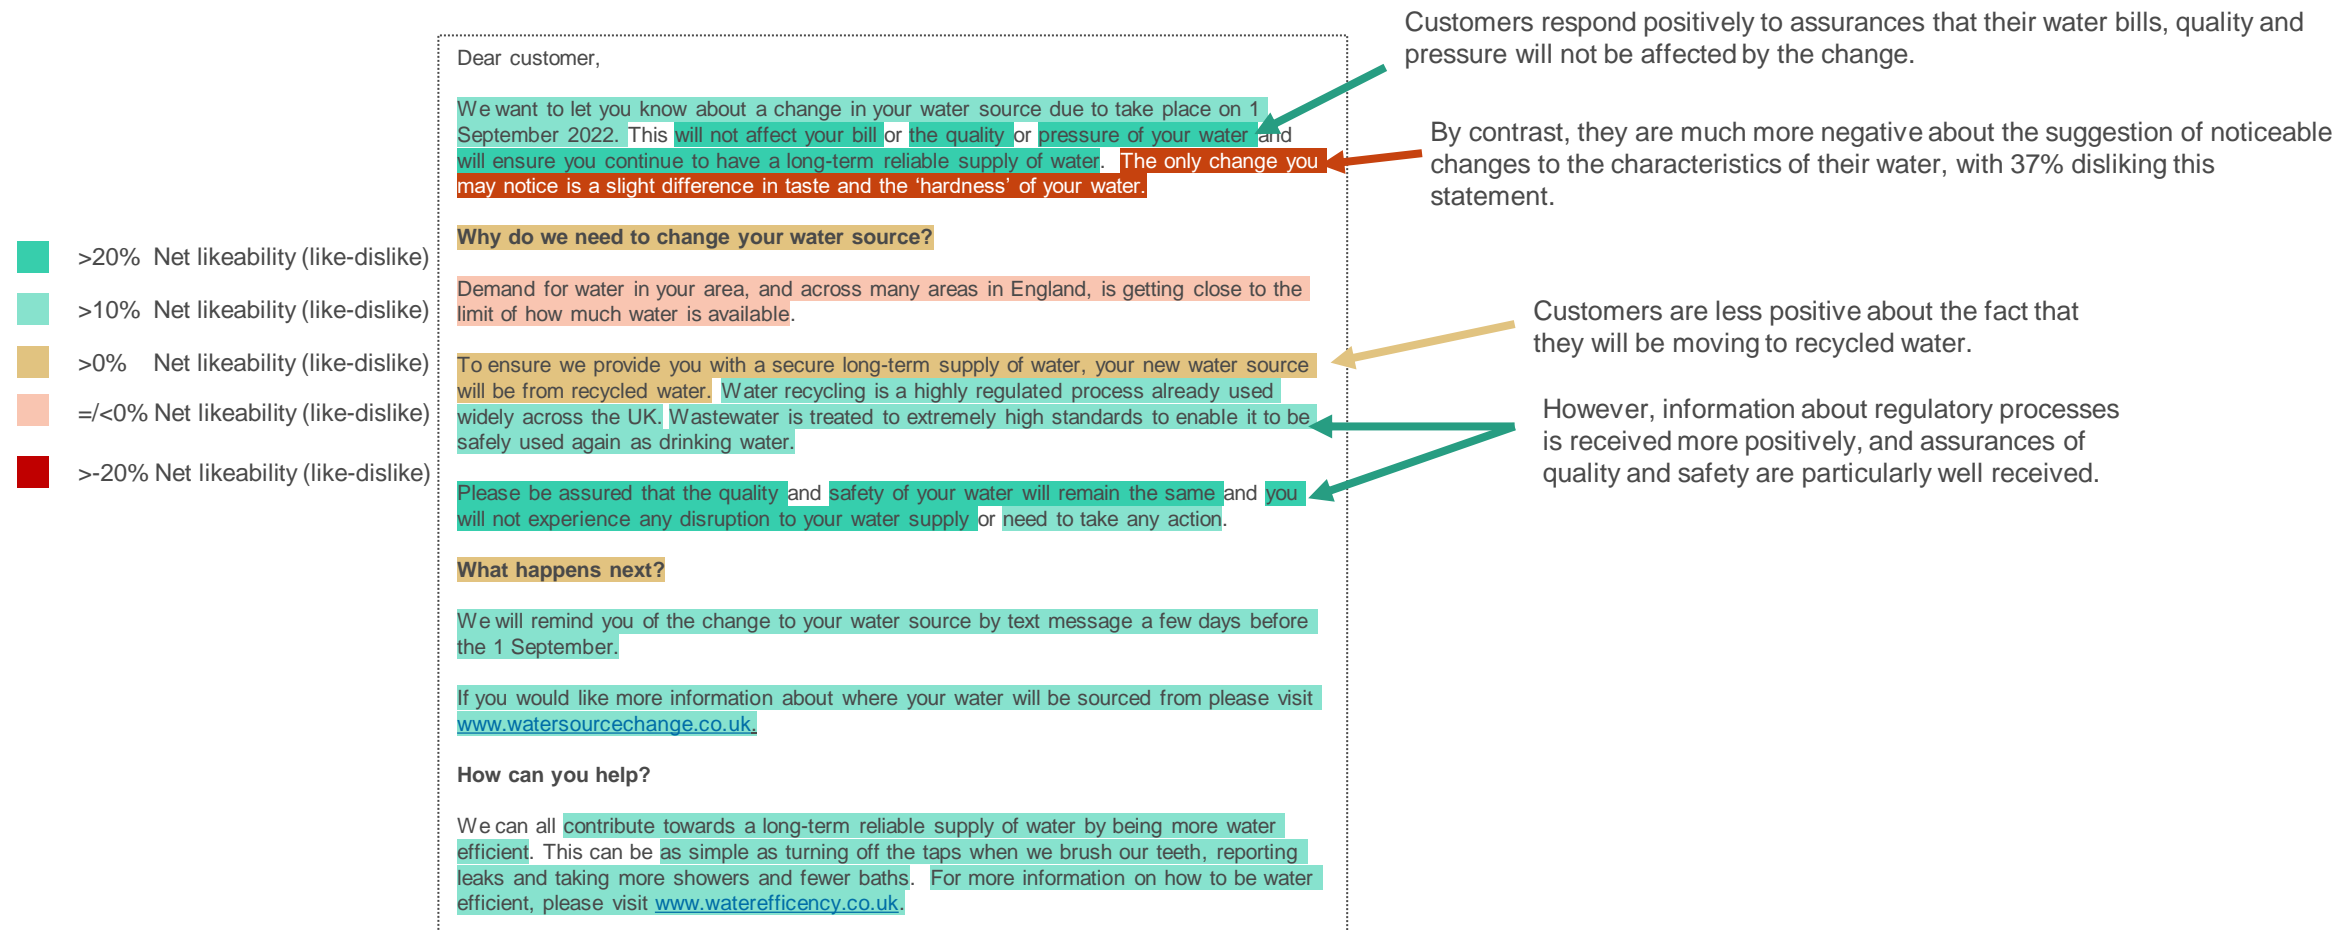 Customers respond positively to assurances that their water bills, quality and
pressure will not be affected by the change.
Dear customer,
We want to let you know about a change in your water source due to take place on 1
September 2022. This will not affect your bill or the quality or pressure of your water and
will ensure you continue to have a long-term reliable supply of water. The only change you
may notice is a slight difference in taste and the ‘hardness’ of your water.
By contrast, they are much more negative about the suggestion of noticeable
changes to the characteristics of their water, with 37% disliking this
statement.
Why do we need to change your water source?
>20% Net likeability (like-dislike)
>10% Net likeability (like-dislike)
>0% Net likeability (like-dislike)
=/<0% Net likeability (like-dislike)
>-20% Net likeability (like-dislike)
Demand for water in your area, and across many areas in England, is getting close to the
limit of how much water is available.
Customers are less positive about the fact that
they will be moving to recycled water.
To ensure we provide you with a secure long-term supply of water, your new water source
will be from recycled water. Water recycling is a highly regulated process already used
widely across the UK. Wastewater is treated to extremely high standards to enable it to be
safely used again as drinking water.
However, information about regulatory processes
is received more positively, and assurances of
quality and safety are particularly well received.
Please be assured that the quality and safety of your water will remain the same and you
will not experience any disruption to your water supply or need to take any action.
What happens next?
We will remind you of the change to your water source by text message a few days before
the 1 September.
If you would like more information about where your water will be sourced from please visit
www.watersourcechange.co.uk.
How can you help?
We can all contribute towards a long-term reliable supply of water by being more water
efficient. This can be as simple as turning off the taps when we brush our teeth, reporting
leaks and taking more showers and fewer baths. For more information on how to be water
efficient, please visit www.waterefficency.co.uk.